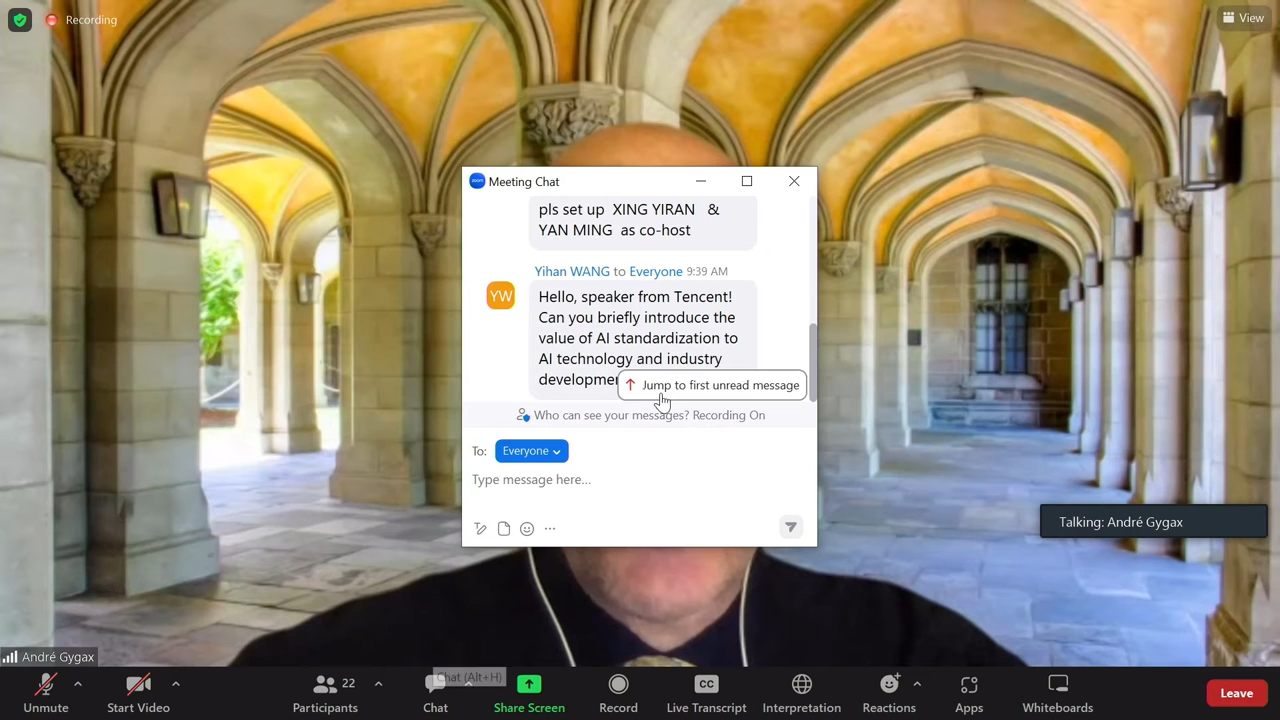 Recording
View
zoom
Meeting Chat
pls set up XING YIRAN &
YAN MING as co-host
Yihan WANG to Everyone 9:39 AM
YW
Hello, speaker from Tencent!
Can you briefly introduce the
value of AI standardization to
AI technology and industry
Jump to first unread message
Who can see your messages? Recording On
To: Everyone
Type message here...
Talking: André Gygax
André Gygax
Chat (Alt+H)
22
CC
Unmute
Start Video
Participants
Chat
Share Screen
Record
Live Transcript
Interpretation
Reactions
Apps
Whiteboards
Leave